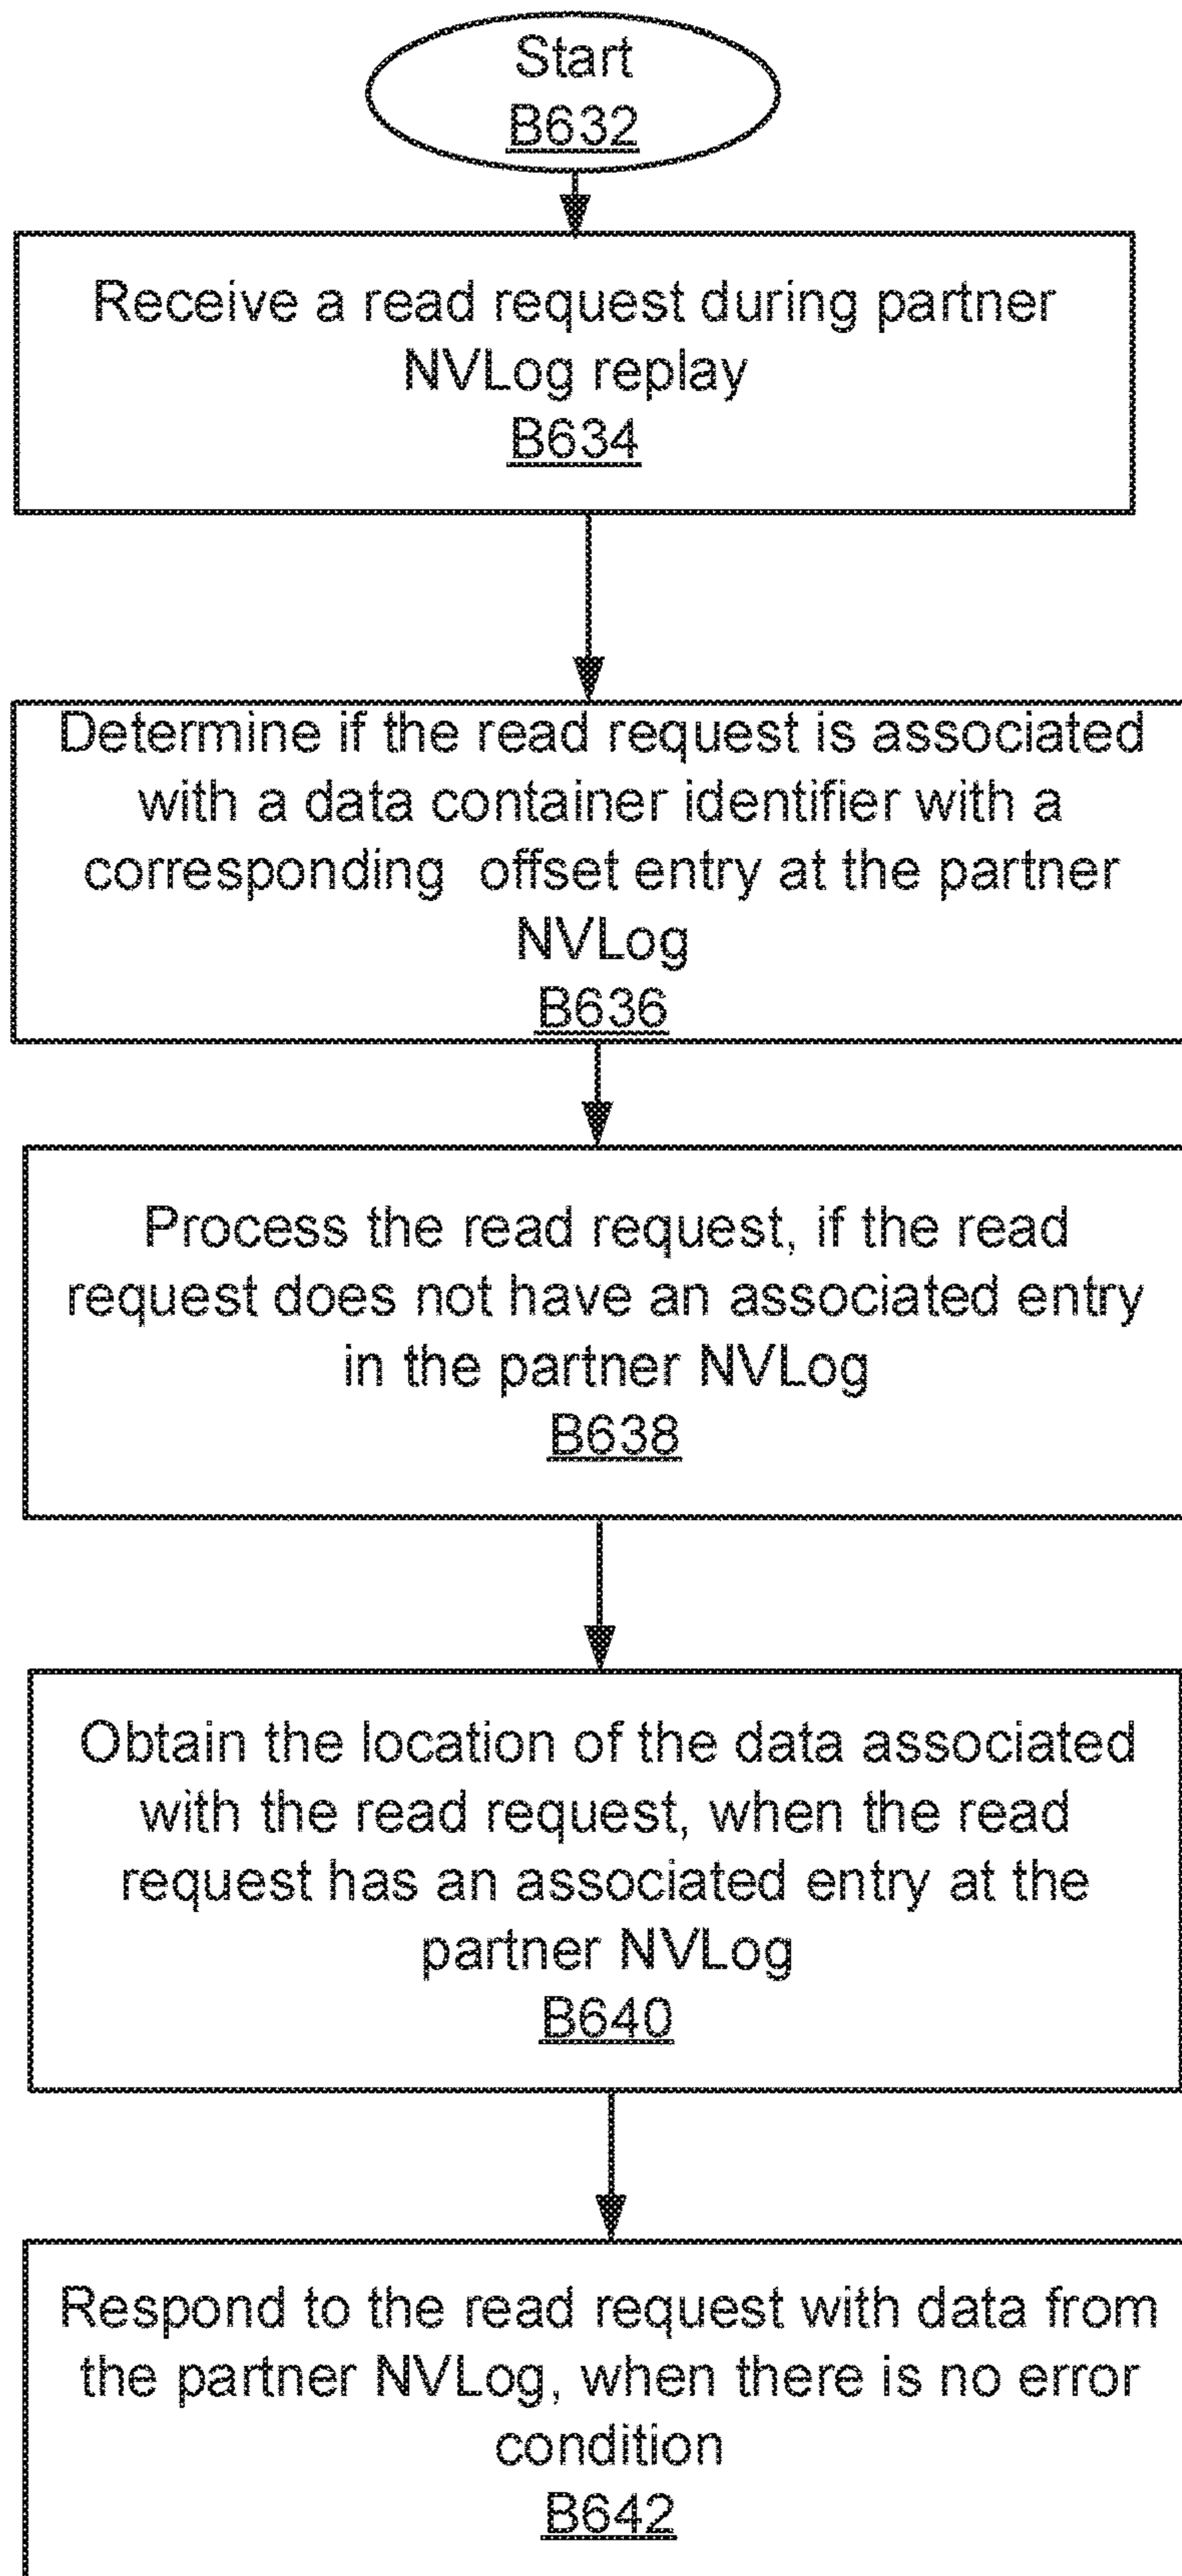 Start
B632
Receive a read request during partner
NVLog replay
B634
Determine if the read request is associated
with a data container identifier with a
corresponding offset entry at the partner
NVLog
B636
Process the read request, if the read
request does not have an associated entry
in the partner NVLog
B638
Obtain the location of the data associated
with the read request, when the read
request has an associated entry at the
partner NVLog
B640
Respond to the read request with data from
the partner NVLog, when there is no error
condition
B642